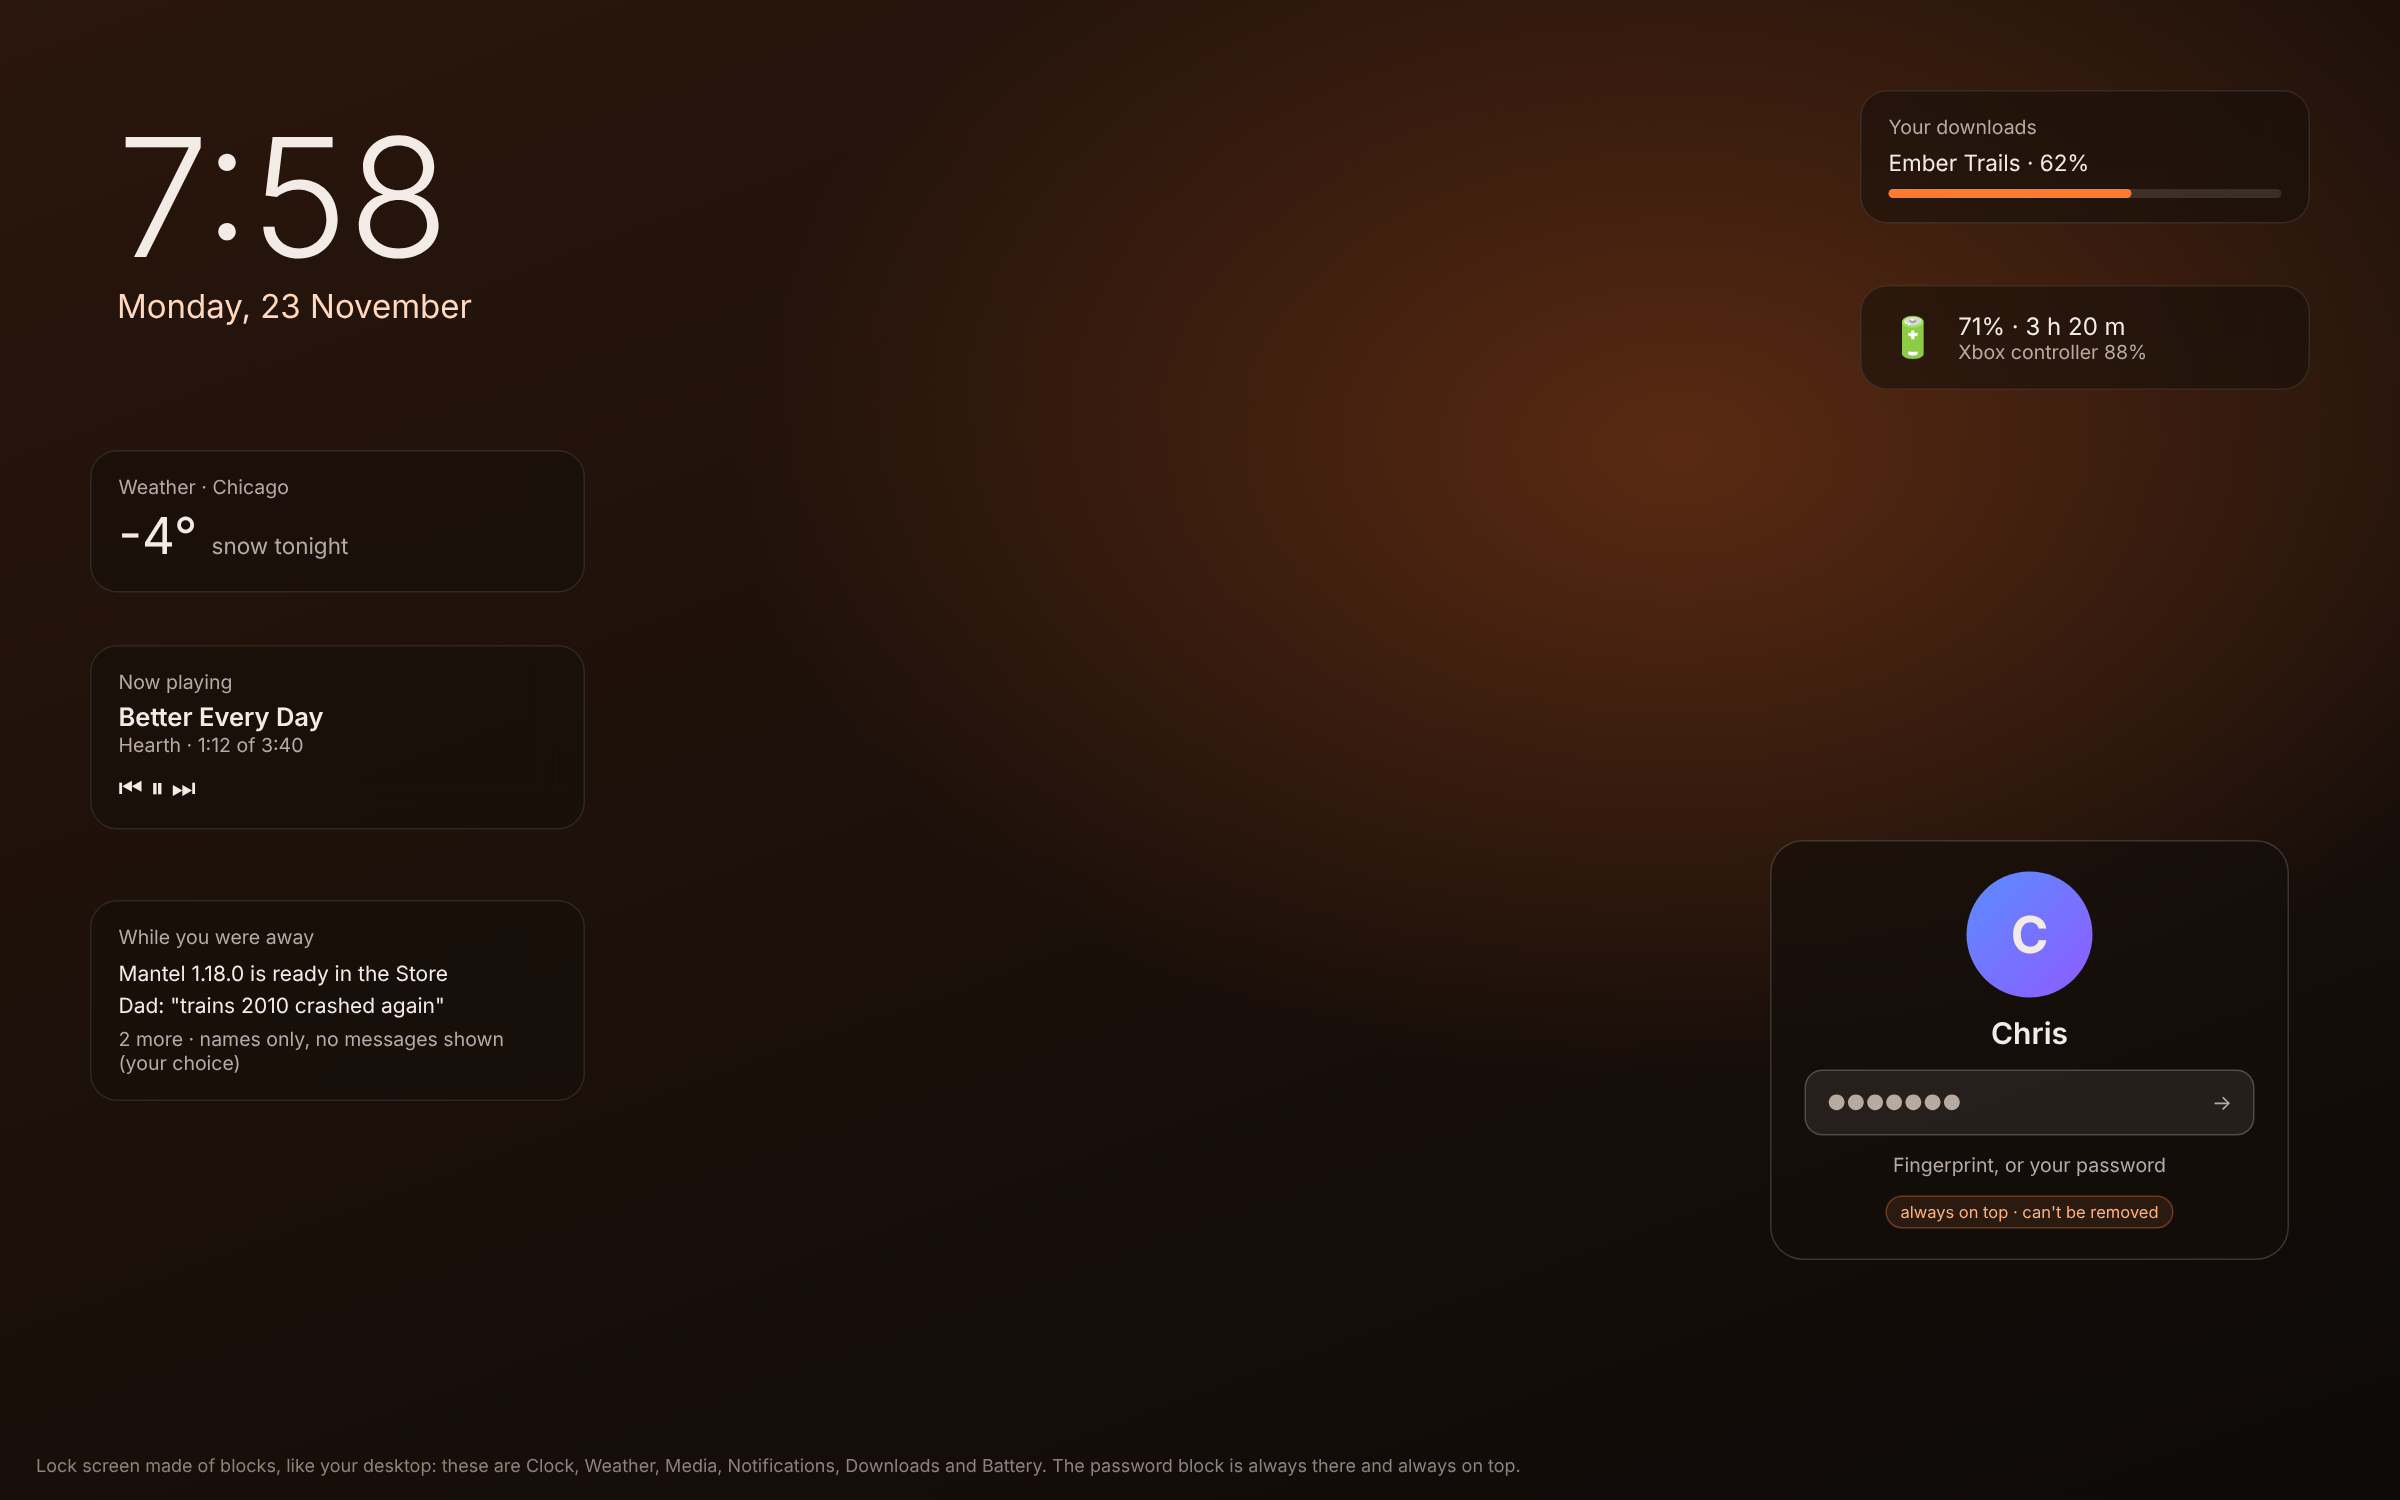 7:58
Monday, 23 November
Weather · Chicago
-4° snow tonight
Now playing
Better Every Day
Hearth · 1:12 of 3:40
While you were away
Mantel 1.18.0 is ready in the Store
Dad: "trains 2010 crashed again"
2 more · names only, no messages shown
(your choice)
Your downloads
Ember Trails · 62%
71% · 3 h 20 m
Xbox controller 88%
C
Chris
Fingerprint, or your password
always on top · can't be removed
Lock screen made of blocks, like your desktop: these are Clock, Weather, Media, Notifications, Downloads and Battery. The password block is always there and always on top.